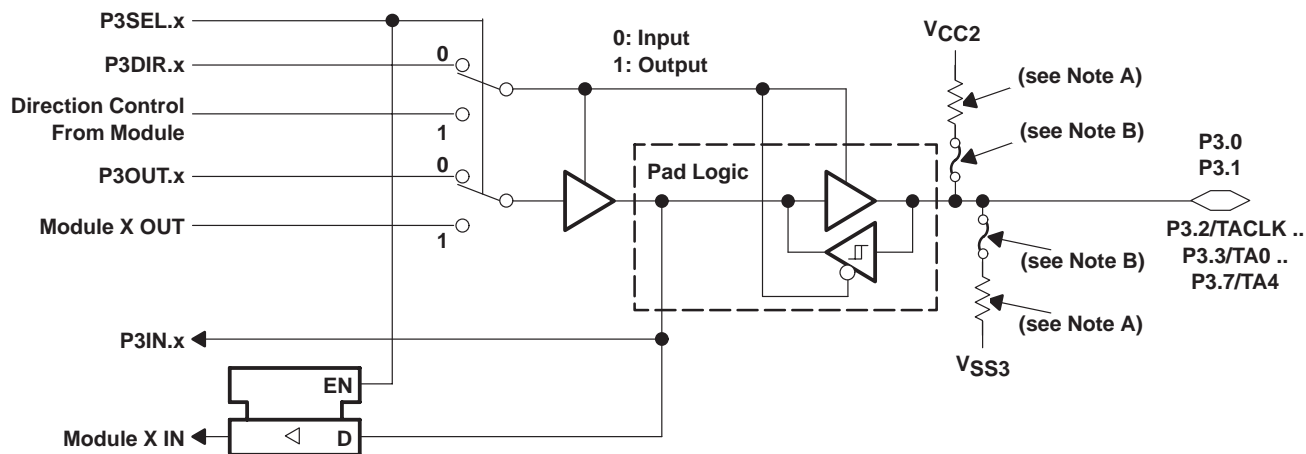 P3SEL.x
P3DIR.x
Direction Control
From Module
P3OUT.x
Module X OUT
P3IN.x
Module X IN
0
1
0
1
0: Input
1: Output
Pad Logic
EN
D
VCC2
(see Note A)
(see Note B)
(see Note B)
(see Note A)
VSS3
P3.0
P3.1
P3.2/TACLK ..
P3.3/TA0 ..
P3.7/TA4